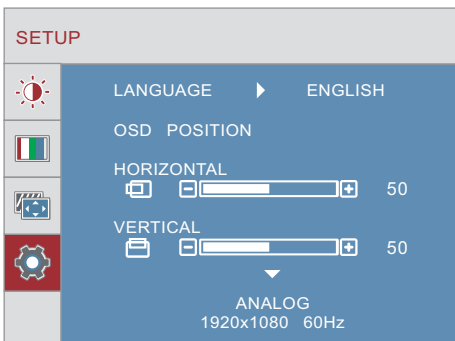 SETUP
LANGUAGE ENGLISH
OSD POSITION
HORIZONTAL
50
VERTICAL
50
ANALOG
1920x1080 60Hz